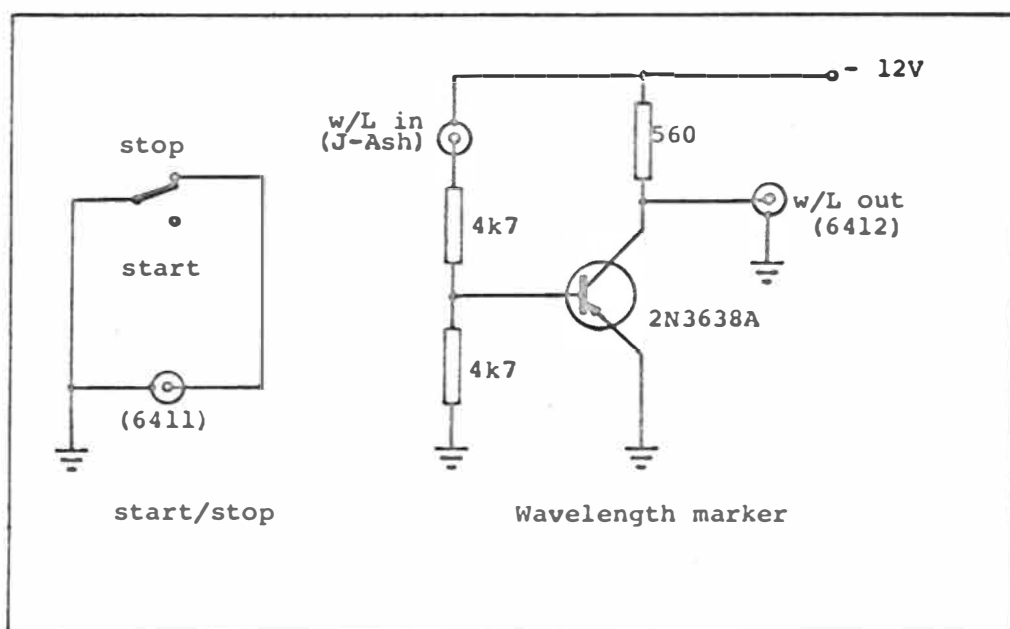 - 12V
w/L in
(J-Ash)
560
stop
w/L out
(6412)
4k7
start
2N3638A
4k7
(6411)
start/stop
Wavelength marker